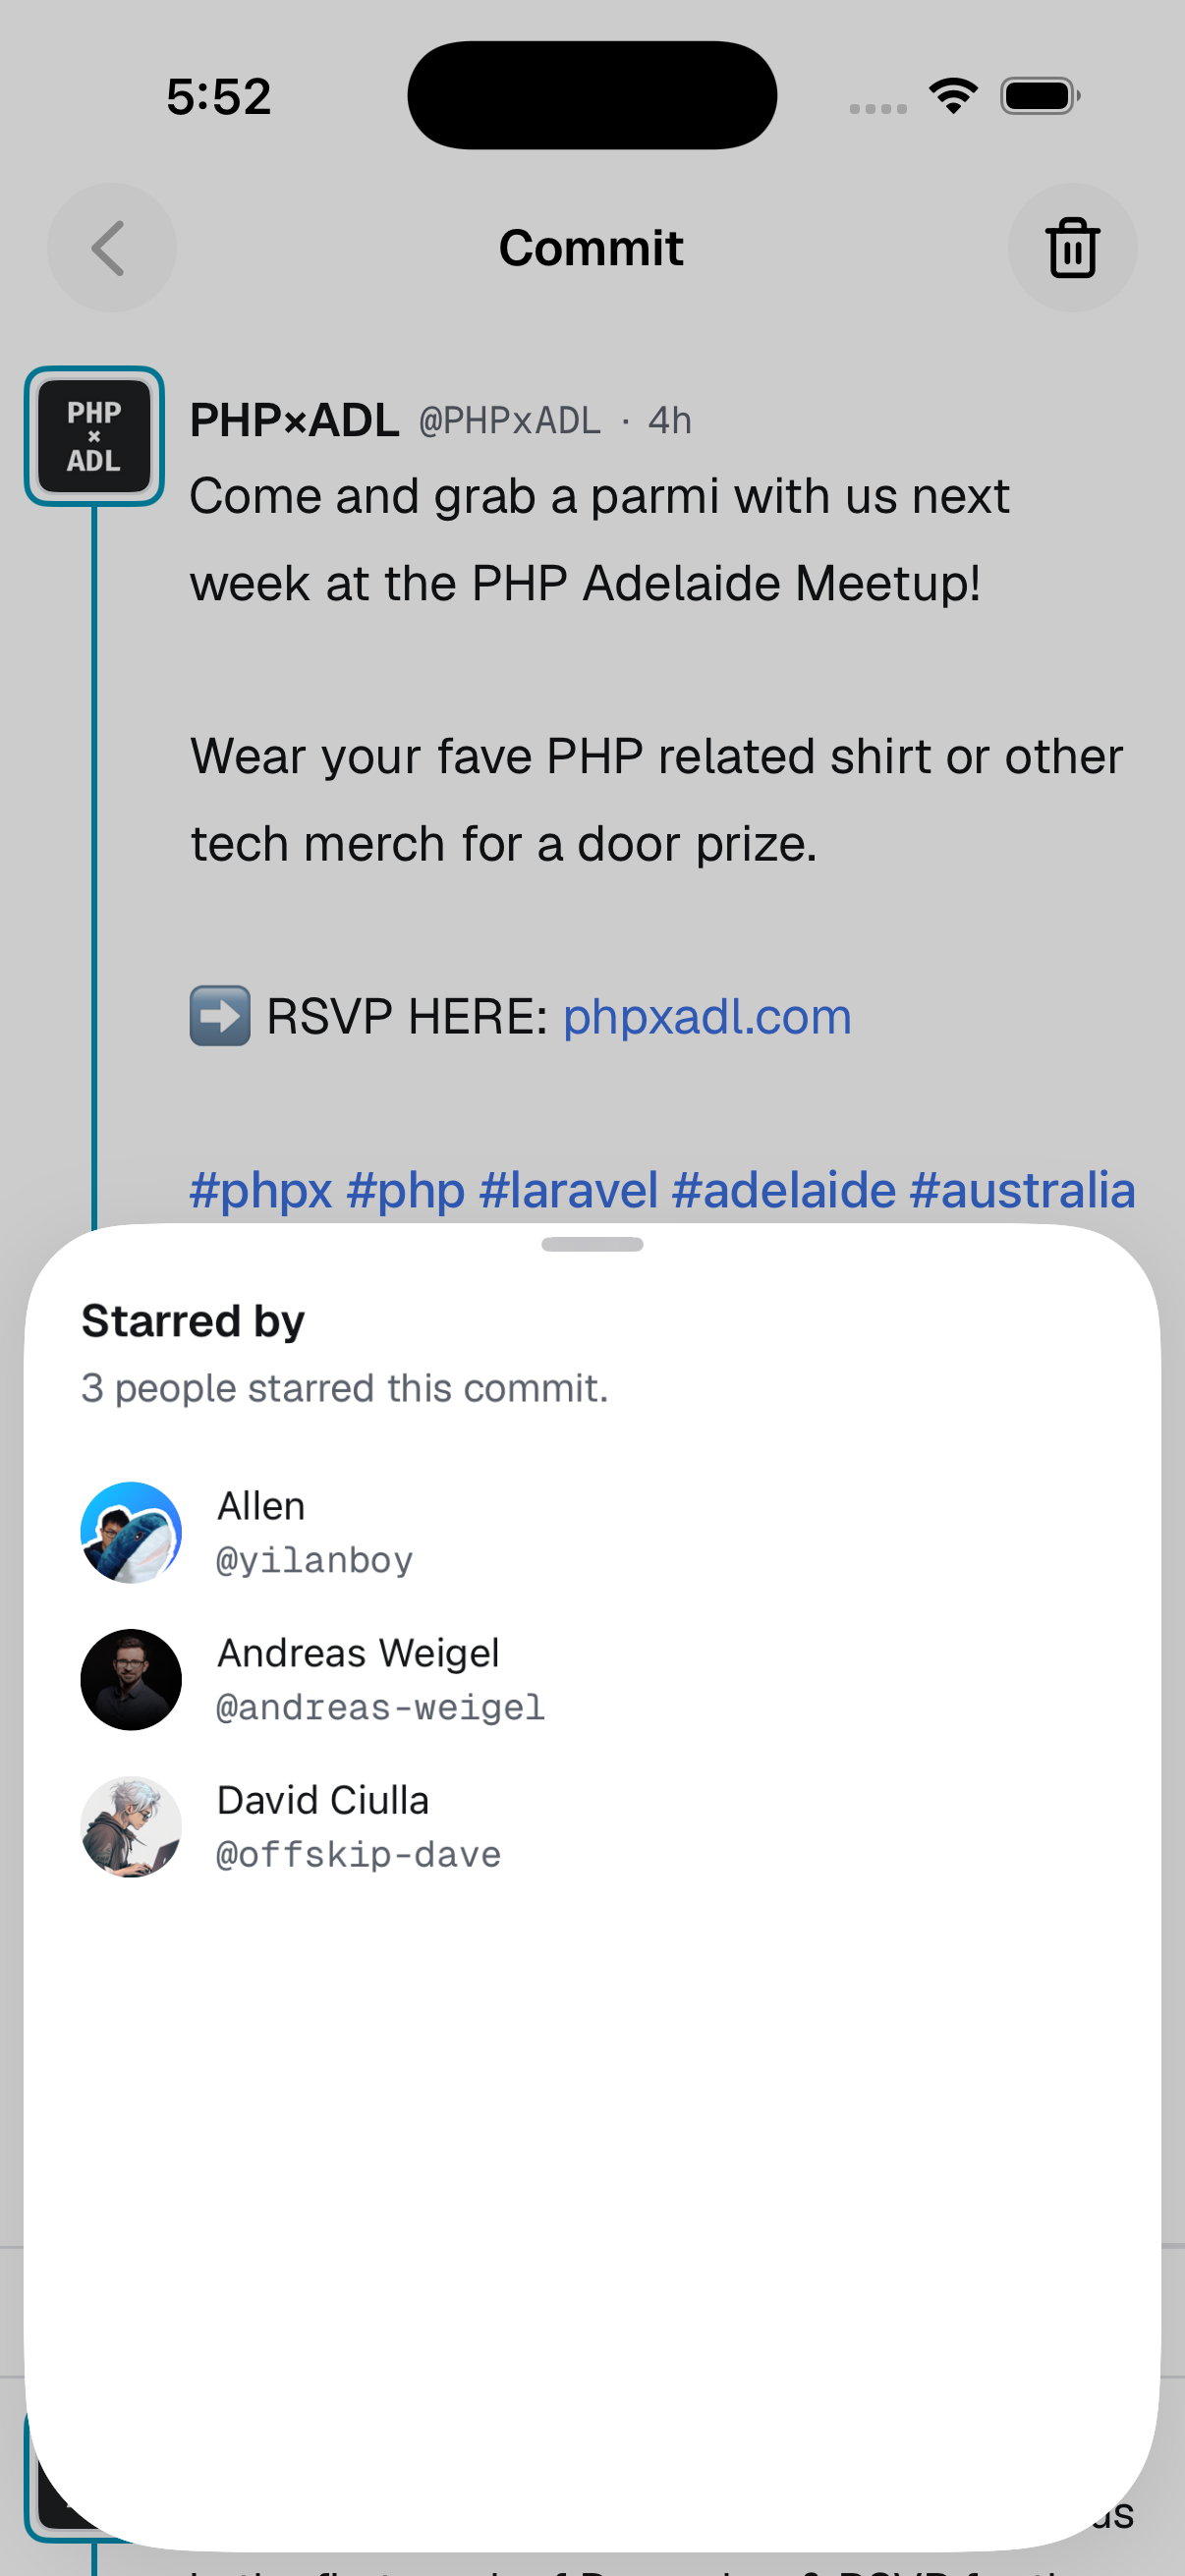 5:52
Commit
PHP
×
ADL
PHP×ADL @PHPxADL · 4h
Come and grab a parmi with us next
week at the PHP Adelaide Meetup!
Wear your fave PHP related shirt or other
tech merch for a door prize.
➡️ RSVP HERE: phpxadl.com
#phpx #php #laravel #adelaide #australia
Starred by
3 people starred this commit.
Allen
@yilanboy
Andreas Weigel
@andreas-weigel
David Ciulla
@offskip-dave